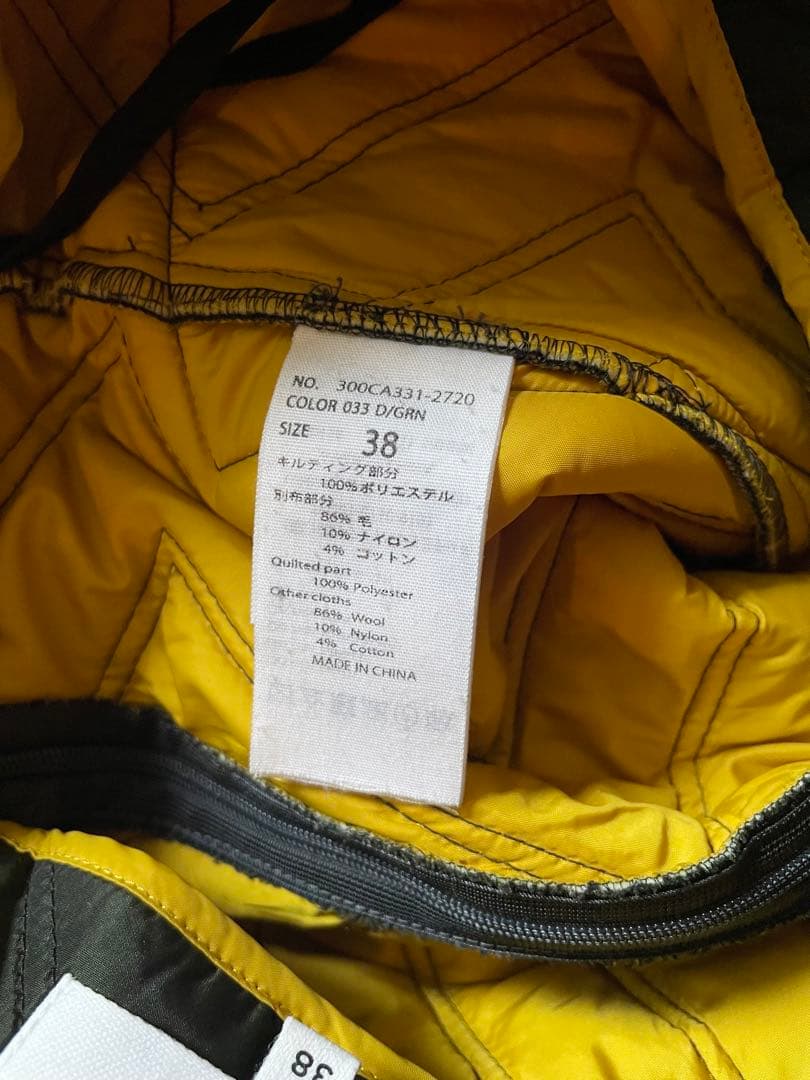 NO. 300CA331-2720
COLOR 033 D/GRN
SIZE 38
キルティング部分
100%ポリエステル
別布部分
86% 毛
10% ナイロン
4% コットン
Quilted part
100% Polyester
Other cloths
86% Wool
10% Nylon
4% Cotton
MADE IN CHINA
38